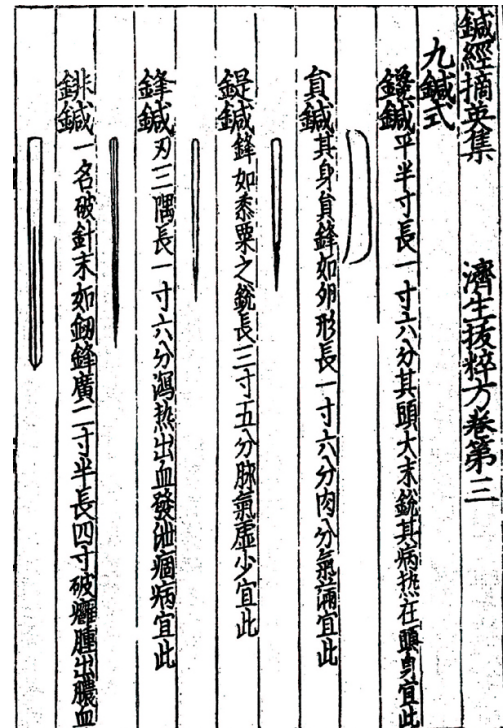 鍼經摘英集　濟生拔粹方卷第三
九鍼式
鑱鍼平半寸長一寸六分其頭大末銳其病热在頭身宜此
員鍼其身員鋒如卵形長一寸六分肉分氣滿宜此
鍉鍼鋒如黍粟之銳長三寸五分脉氣虛少宜此
鋒鍼刃三隅長一寸六分瀉热出血發泄痼病宜此
鈹鍼一名破針末如劒鋒廣二寸半長四寸破癰腫出膿血